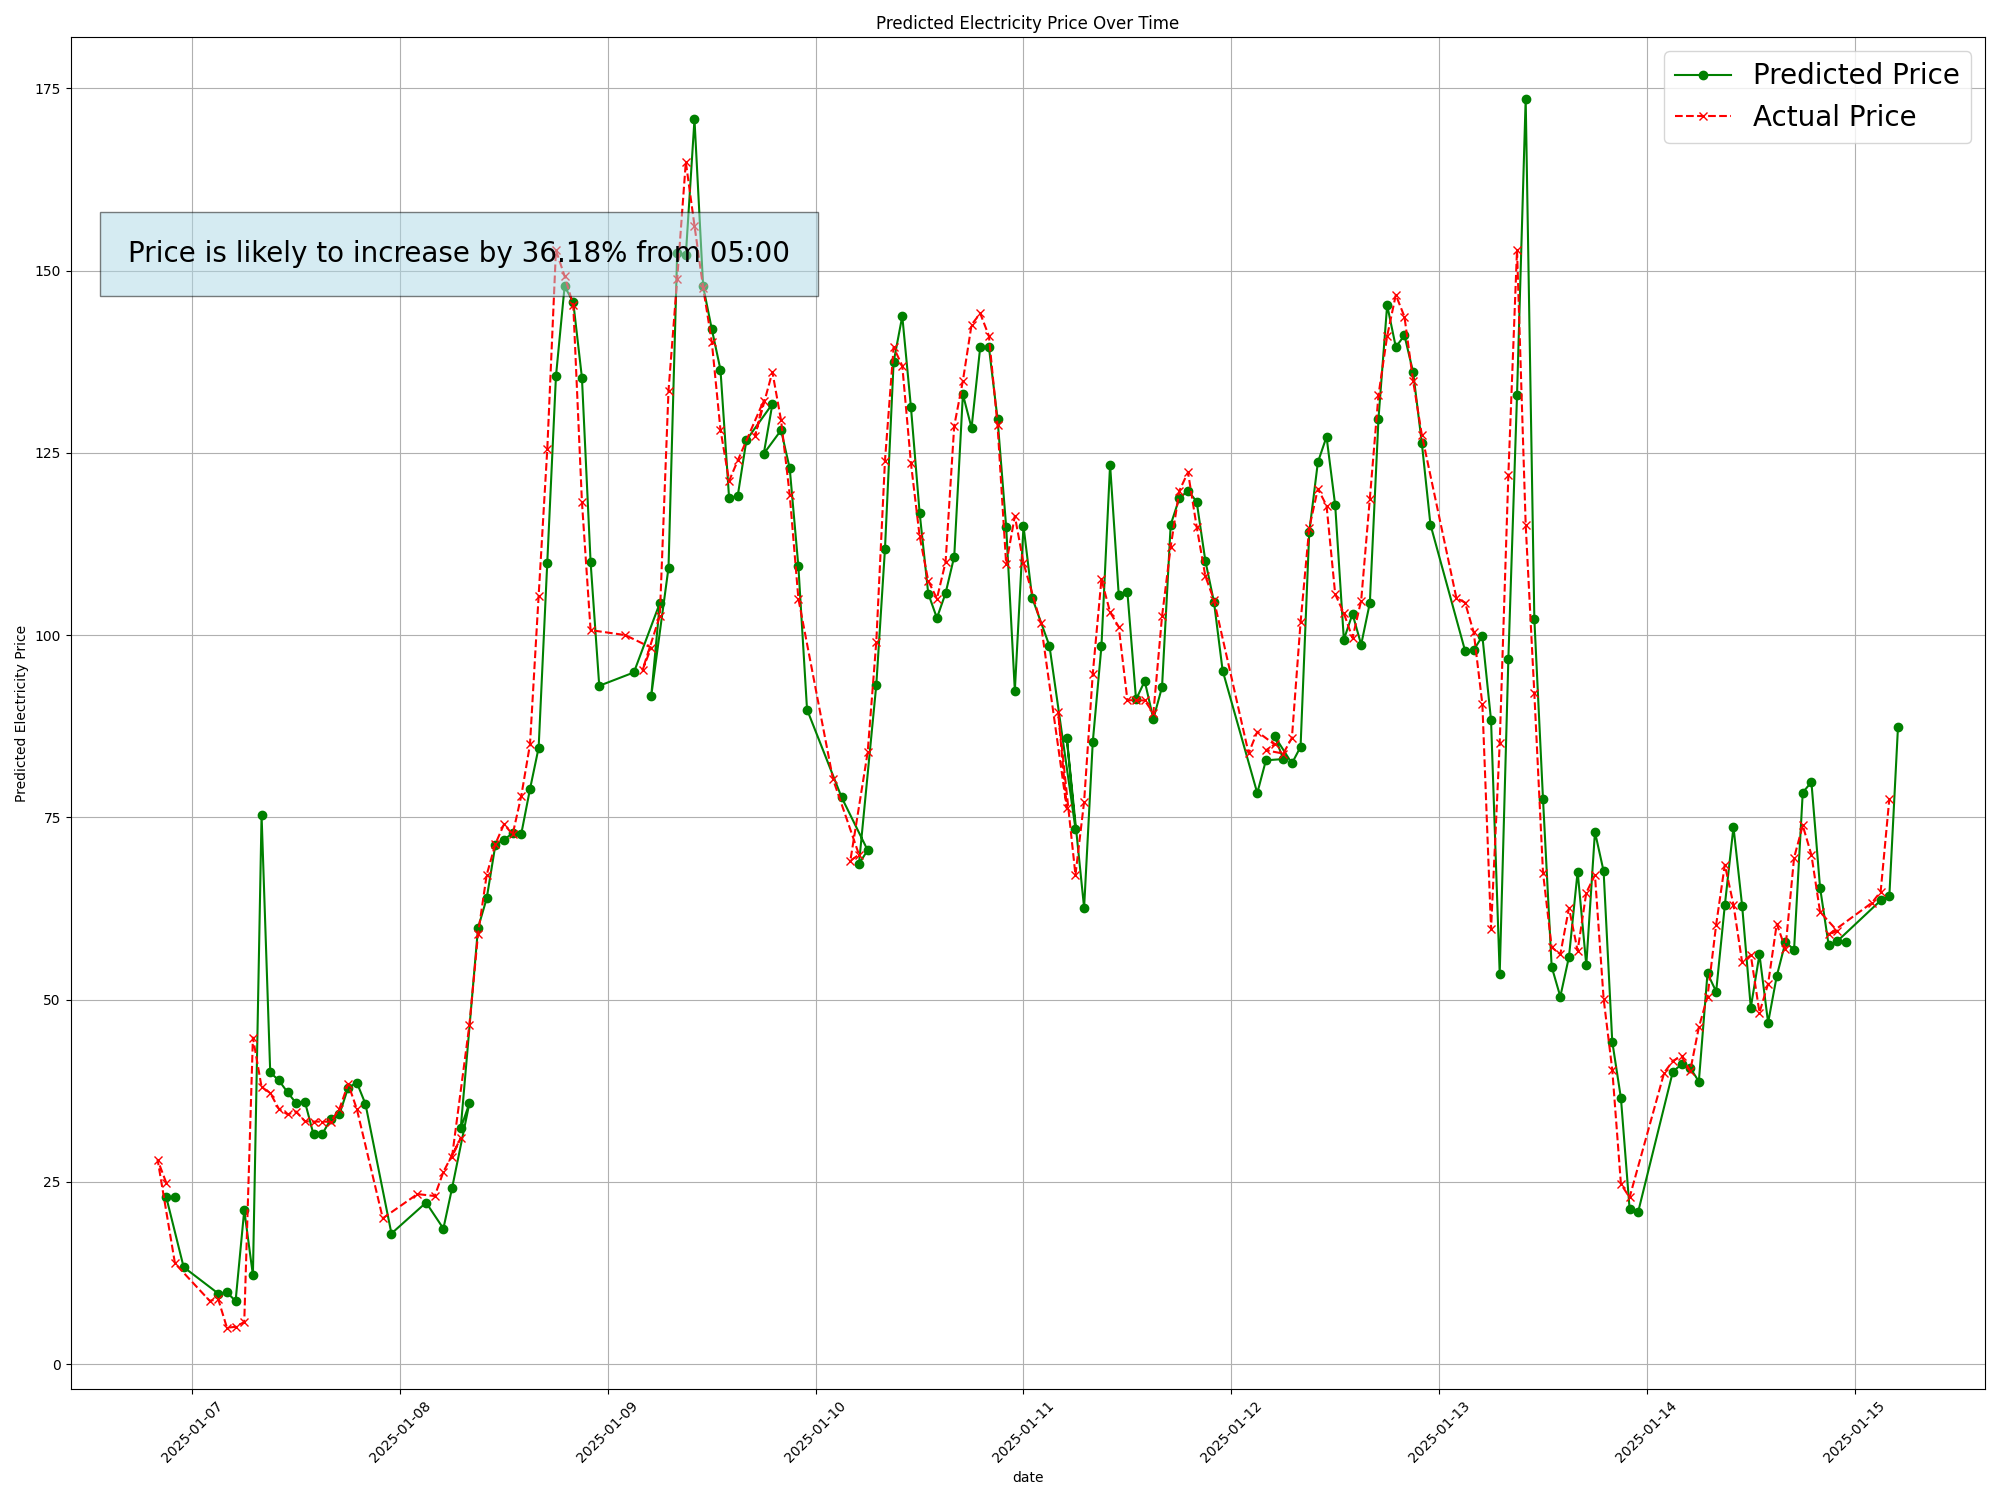 Predicted Electricity Price Over Time
Predicted Price
Actual Price
Price is likely to increase by 36.18% from 05:00
Predicted Electricity Price
175
150
125
100
75
50
25
0
2025-01-07
2025-01-08
2025-01-09
2025-01-10
2025-01-11
2025-01-12
2025-01-13
2025-01-14
2025-01-15
date